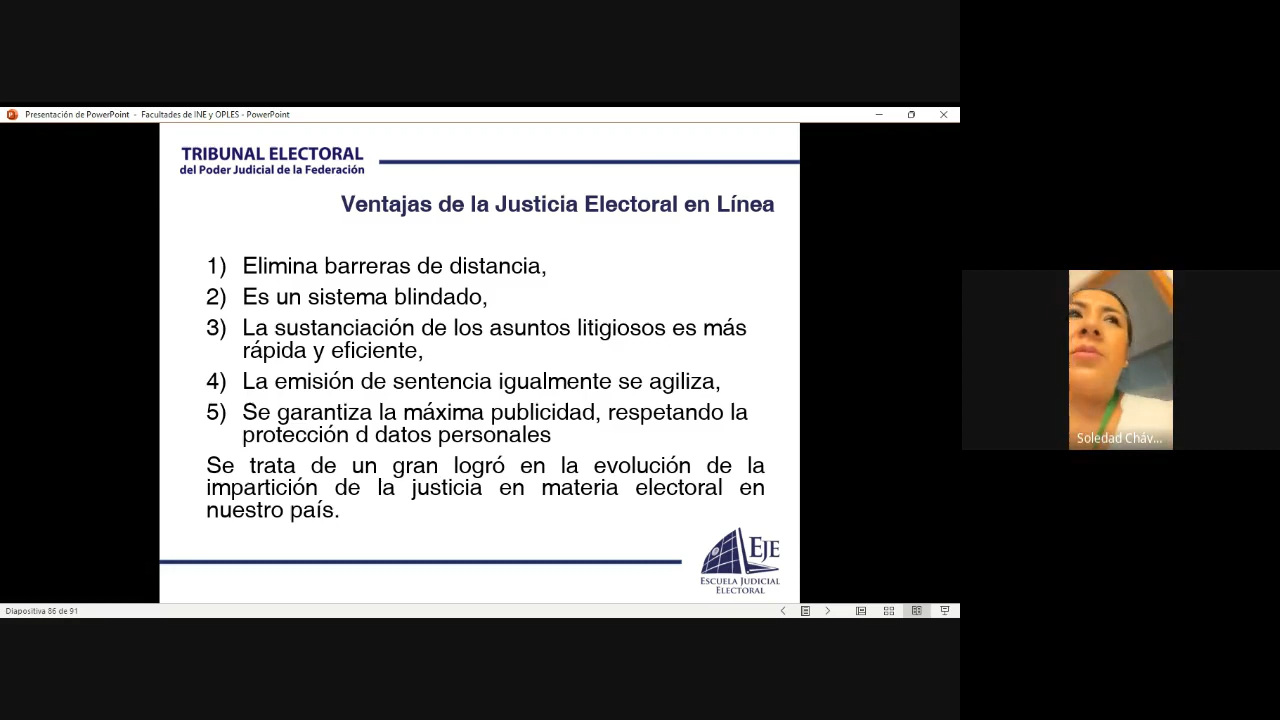 Presentación de PowerPoint - Facultades de INE y OPLES - PowerPoint
TRIBUNAL ELECTORAL
del Poder Judicial de la Federación
Ventajas de la Justicia Electoral en Línea
1) Elimina barreras de distancia,
2) Es un sistema blindado,
3) La sustanciación de los asuntos litigiosos es más
rápida y eficiente,
4) La emisión de sentencia igualmente se agiliza,
5) Se garantiza la máxima publicidad, respetando la
protección d datos personales
Se trata de un gran logró en la evolución de la
impartición de la justicia en materia electoral en
nuestro país.
EJE
ESCUELA JUDICIAL
ELECTORAL
Diapositiva 86 de 91
Soledad Cháv...